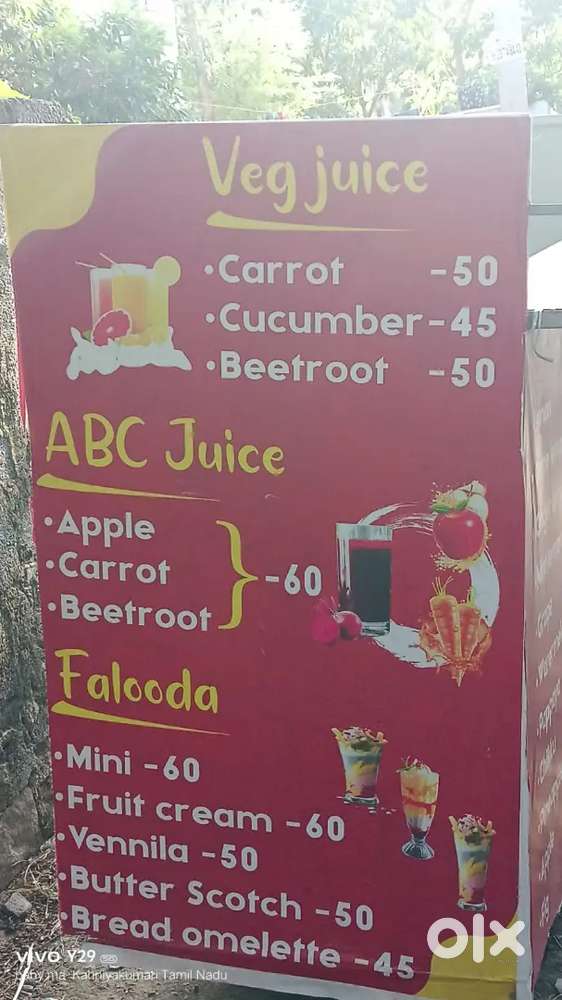 Veg juice
•Carrot -50
•Cucumber -45
•Beetroot -50
ABC Juice
•Apple
•Carrot
•Beetroot
-60
Falooda
•Mini -60
•Fruit cream -60
•Vennila -50
•Butter Scotch -50
•Bread omelette -45
olx
vivo Y29 5G
Kanniyakumari Tamil Nadu